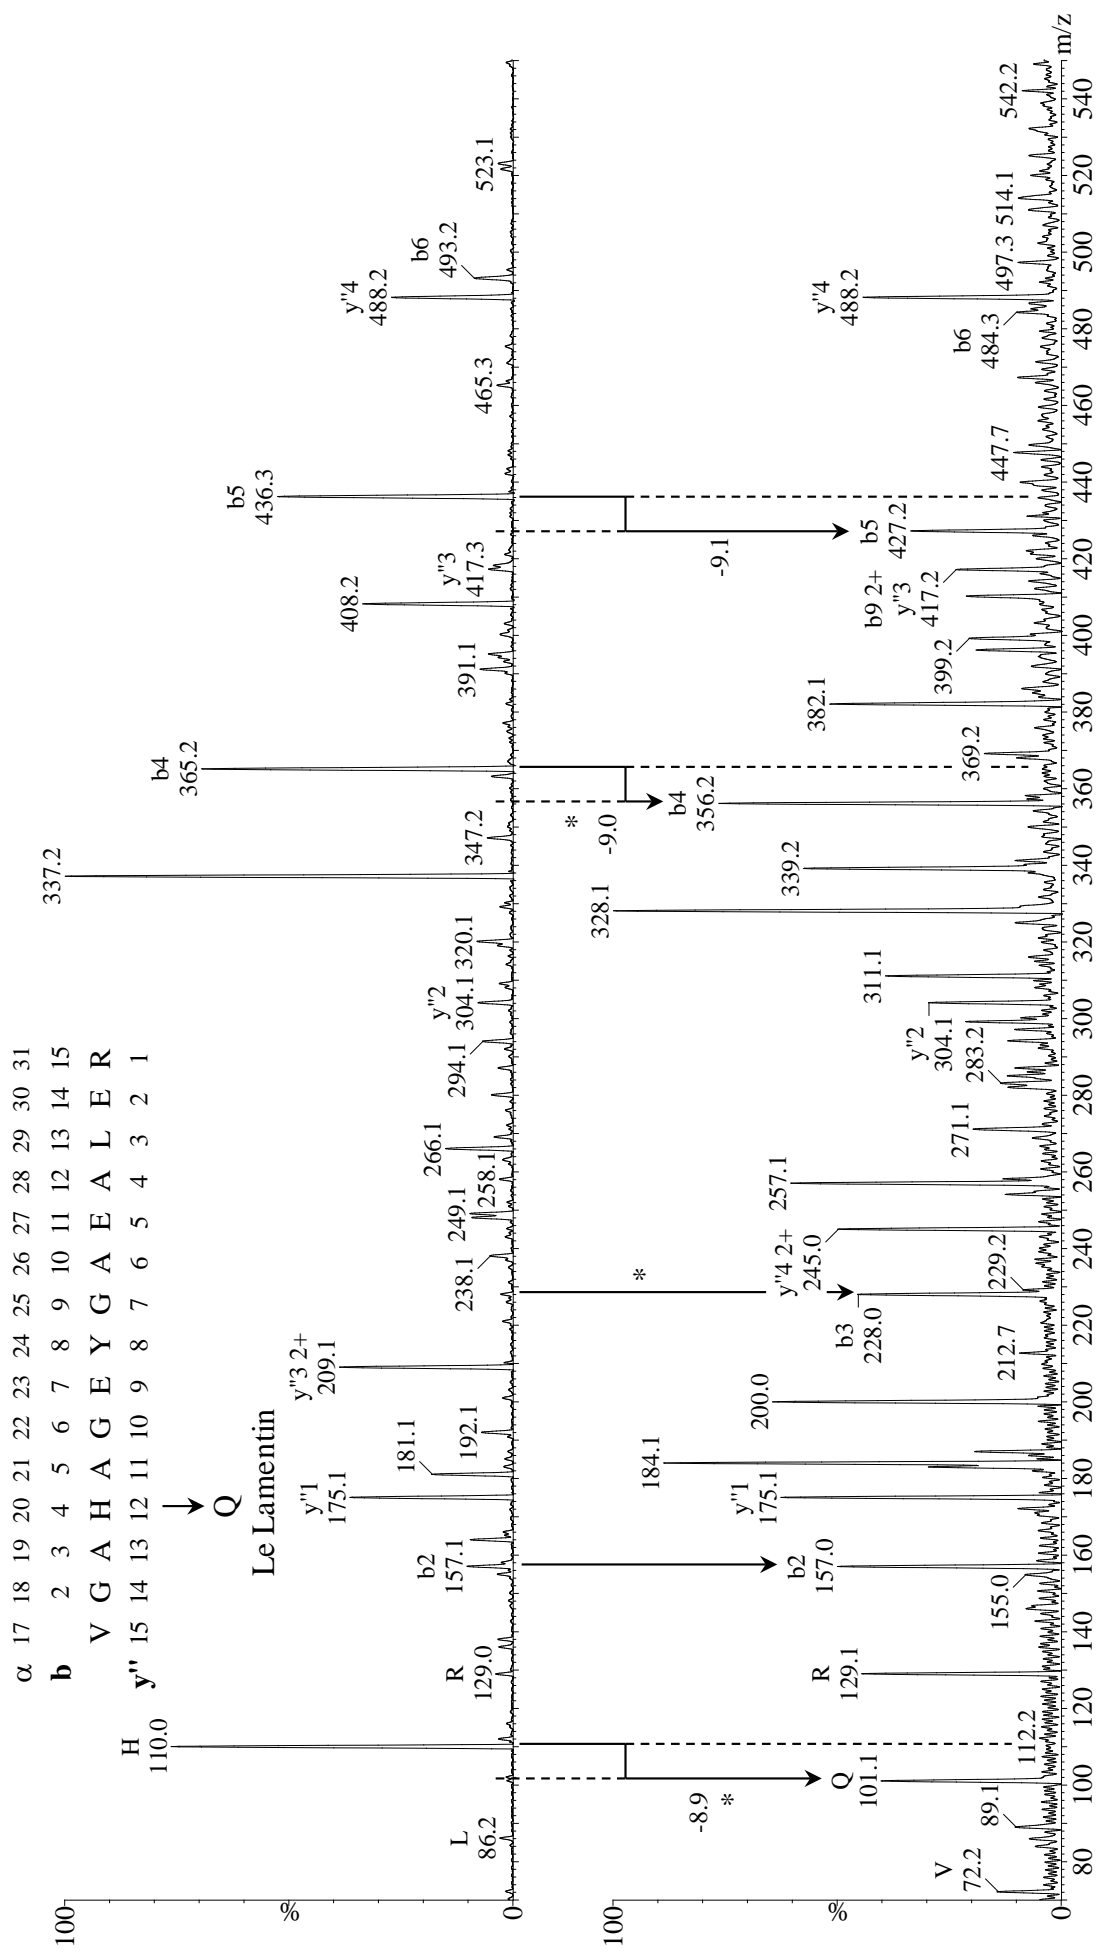 α 17 18 19 20 21 22 23 24 25 26 27 28 29 30 31
b 2 3 4 5 6 7 8 9 10 11 12 13 14 15
V G A H A G E Y G A E A L E R
y" 15 14 13 12 11 10 9 8 7 6 5 4 3 2 1
Q
Le Lamentin
100
%
0
L
86.2
H
110.0
R
129.0
b2
157.1
y"1
175.1
181.1
192.1
y"3 2+
209.1
238.1
249.1
258.1
266.1
294.1
y"2
304.1
320.1
337.2
347.2
b4
365.2
391.1
408.2
y"3
417.3
b5
436.3
465.3
y"4
488.2
b6
493.2
523.1
-8.9
*
*
*
-9.0
-9.1
100
%
0
V
72.2
89.1
Q
101.1
112.2
R
129.1
155.0
b2
157.0
y"1
175.1
184.1
200.0
212.7
b3
228.0
229.2
y"4 2+
245.0
257.1
271.1
283.2
y"2
304.1
311.1
328.1
339.2
b4
356.2
369.2
382.1
399.2
b9 2+
y"3
417.2
b5
427.2
447.7
b6
484.3
y"4
488.2
497.3
514.1
542.2
80 100 120 140 160 180 200 220 240 260 280 300 320 340 360 380 400 420 440 460 480 500 520 540
m/z